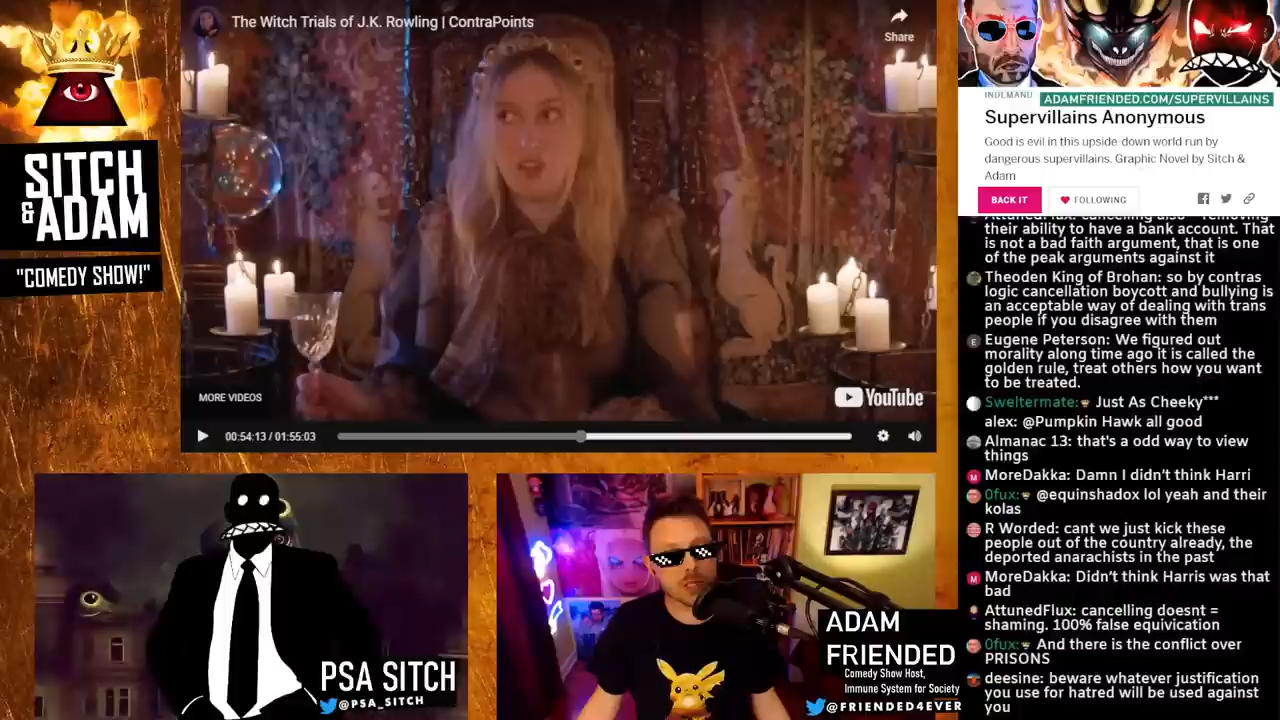 The Witch Trials of J.K. Rowling | ContraPoints
Share
MORE VIDEOS
YouTube
00:54:13 / 01:55:03
SITCH
& ADAM
"COMEDY SHOW!"
PSA SITCH
@PSA_SITCH
ADAM
FRIENDED
Comedy Show Host,
Immune System for Society
@FRIENDED4EVER
INDEMAND
ADAMFRIENDED.COM/SUPERVILLAINS
Supervillains Anonymous
Good is evil in this upside-down world run by
dangerous supervillains. Graphic Novel by Sitch &
Adam
BACK IT
FOLLOWING
AttunedFlux: cancelling also = removing
their ability to have a bank account. That
is not a bad faith argument, that is one
of the peak arguments against it
Theoden King of Brohan: so by contras
logic cancellation boycott and bullying is
an acceptable way of dealing with trans
people if you disagree with them
E
Eugene Peterson: We figured out
morality along time ago it is called the
golden rule, treat others how you want
to be treated.
Sweltermate: Just As Cheeky***
alex: @Pumpkin Hawk all good
Almanac 13: that's a odd way to view
things
M
MoreDakka: Damn I didn't think Harri
0fux: @equinshadox lol yeah and their
kolas
R Worded: cant we just kick these
people out of the country already, the
deported anarachists in the past
M
MoreDakka: Didn't think Harris was that
bad
AttunedFlux: cancelling doesnt =
shaming. 100% false equivication
0fux: And there is the conflict over
PRISONS
deesine: beware whatever justification
you use for hatred will be used against
you